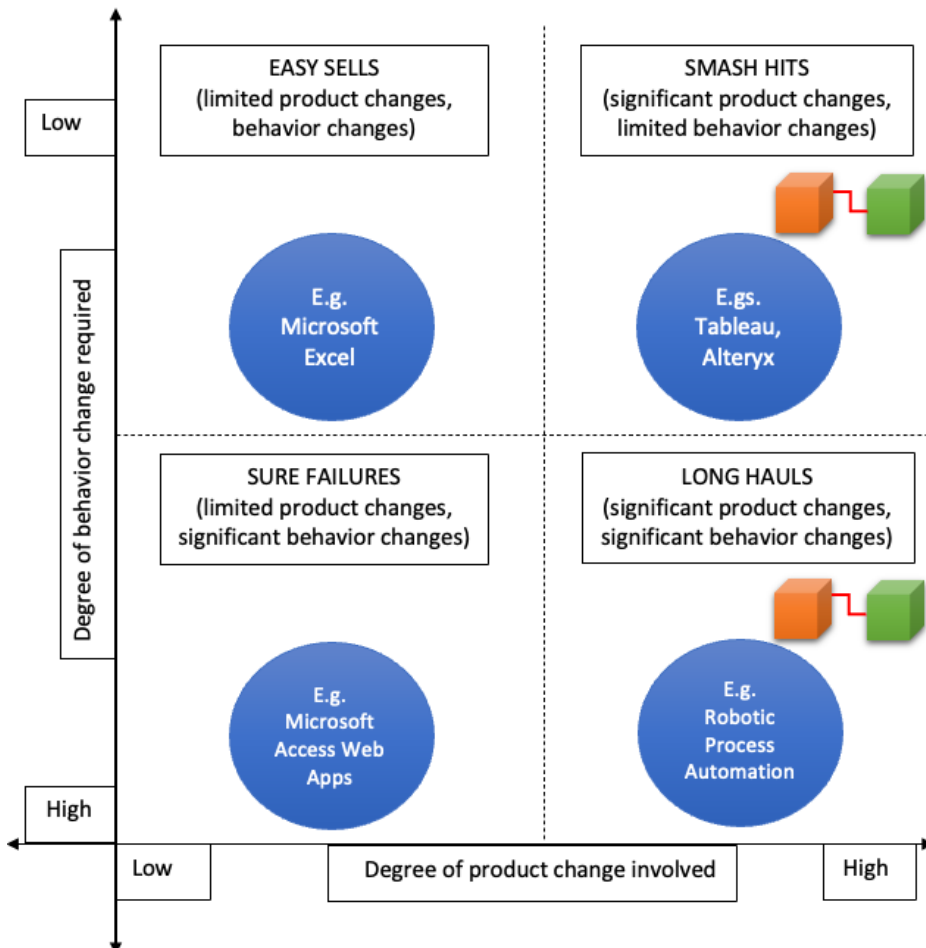 EASY SELLS
(limited product changes,
behavior changes)
SMASH HITS
(significant product changes,
limited behavior changes)
Low
E.g.
Microsoft
Excel
E.gs.
Tableau,
Alteryx
Degree of behavior change required
SURE FAILURES
(limited product changes,
significant behavior changes)
LONG HAULS
(significant product changes,
significant behavior changes)
E.g.
Microsoft
Access Web
Apps
E.g.
Robotic
Process
Automation
High
Low
Degree of product change involved
High